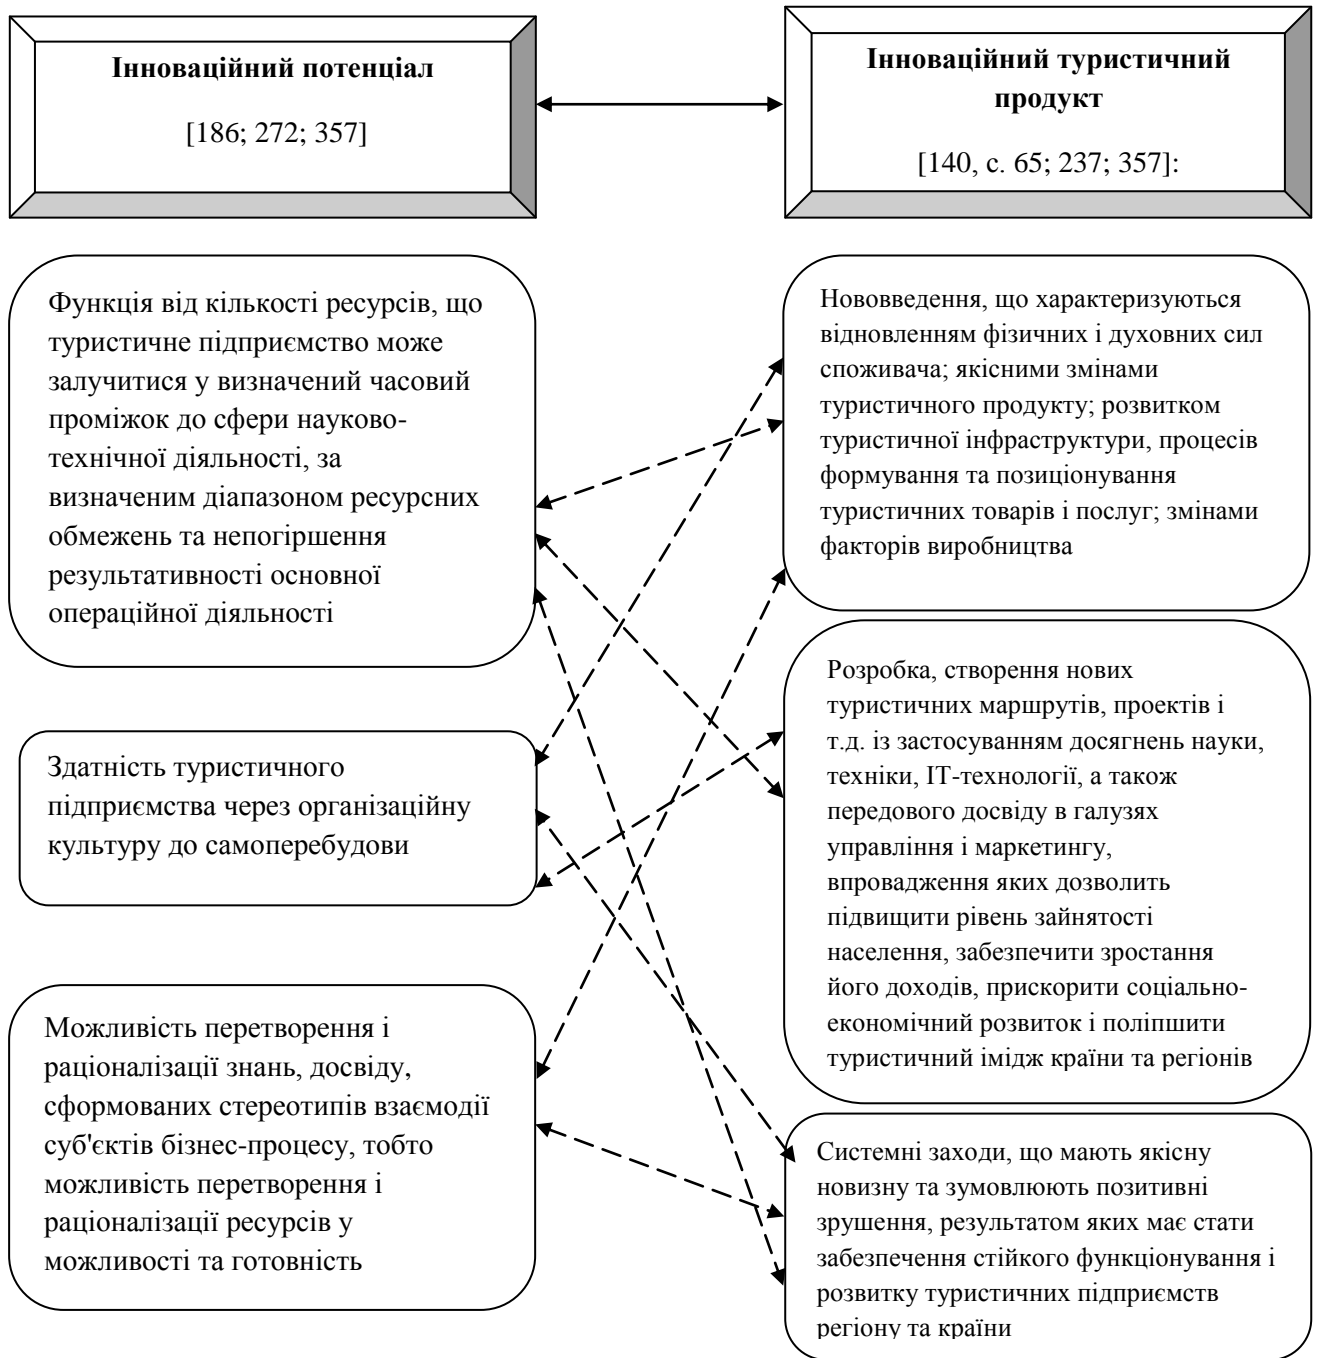 Інноваційний потенціал
[186; 272; 357]
Інноваційний туристичний
продукт
[140, с. 65; 237; 357]:
Функція від кількості ресурсів, що
туристичне підприємство може
залучитися у визначений часовий
проміжок до сфери науково-
технічної діяльності, за
визначеним діапазоном ресурсних
обмежень та непогіршення
результативності основної
операційної діяльності
Здатність туристичного
підприємства через організаційну
культуру до самоперебудови
Можливість перетворення і
раціоналізації знань, досвіду,
сформованих стереотипів взаємодії
суб'єктів бізнес-процесу, тобто
можливість перетворення і
раціоналізації ресурсів у
можливості та готовність
Нововведення, що характеризуються
відновленням фізичних і духовних сил
споживача; якісними змінами
туристичного продукту; розвитком
туристичної інфраструктури, процесів
формування та позиціонування
туристичних товарів і послуг; змінами
факторів виробництва
Розробка, створення нових
туристичних маршрутів, проектів і
т.д. із застосуванням досягнень науки,
техніки, ІТ-технології, а також
передового досвіду в галузях
управління і маркетингу,
впровадження яких дозволить
підвищити рівень зайнятості
населення, забезпечити зростання
його доходів, прискорити соціально-
економічний розвиток і поліпшити
туристичний імідж країни та регіонів
Системні заходи, що мають якісну
новизну та зумовлюють позитивні
зрушення, результатом яких має стати
забезпечення стійкого функціонування і
розвитку туристичних підприємств
регіону та країни